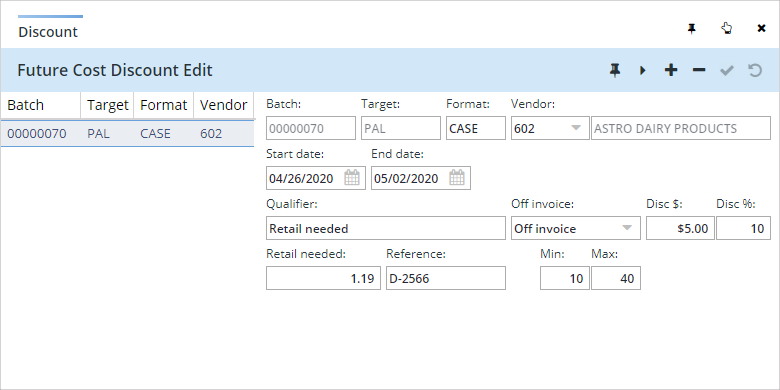 Discount
Future Cost Discount Edit
Batch Target Format Vendor
00000070 PAL CASE 602
Batch: Target: Format: Vendor:
00000070 PAL CASE 602 ASTRO DAIRY PRODUCTS
Start date: End date:
04/26/2020 05/02/2020
Qualifier: Off invoice: Disc $: Disc %:
Retail needed Off invoice $5.00 10
Retail needed: Reference: Min: Max:
1.19 D-2566 10 40